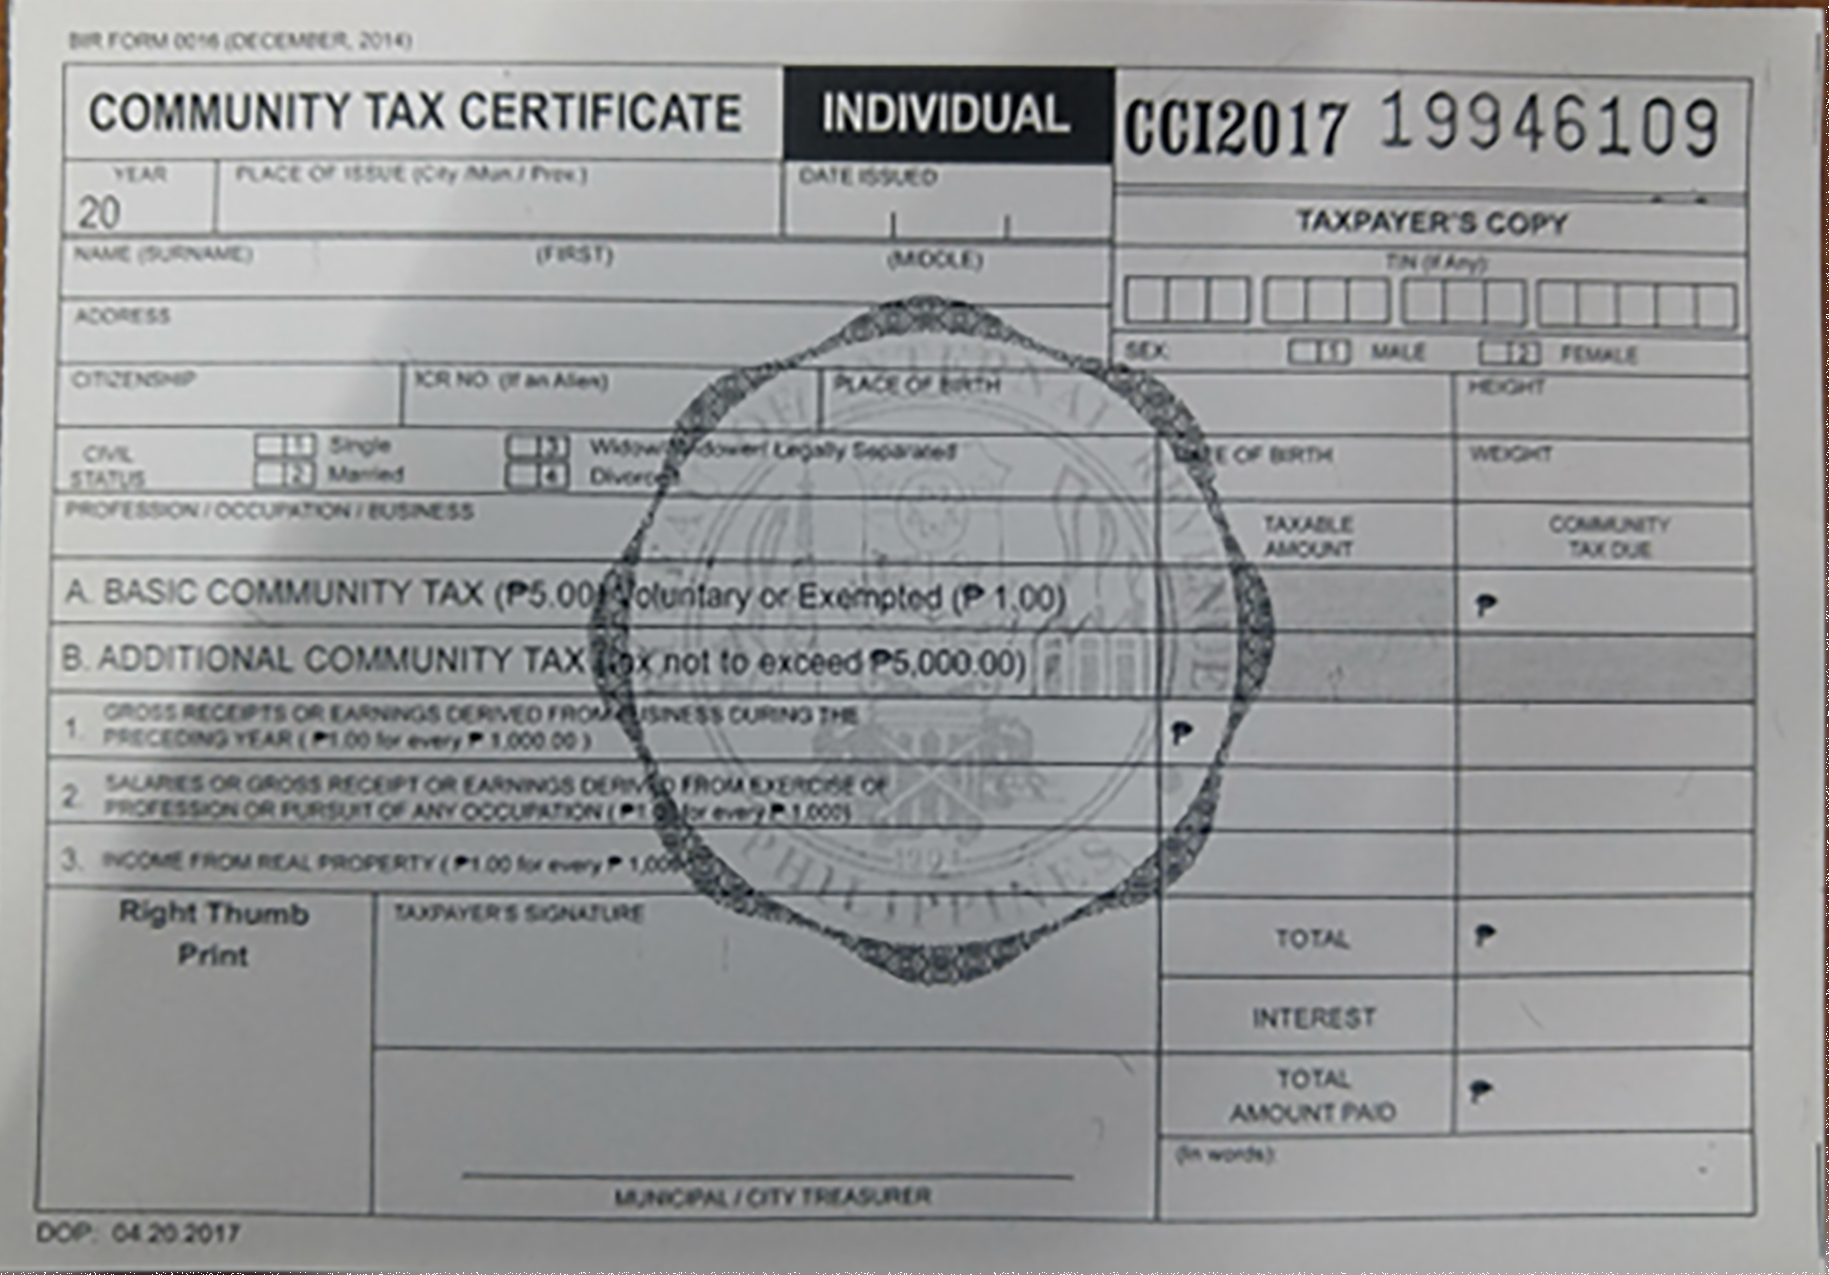 BIR FORM 0016 (DECEMBER, 2014)
COMMUNITY TAX CERTIFICATE
INDIVIDUAL
CCI2017 19946109
YEAR
20
PLACE OF ISSUE (City /Mun./ Prov.)
DATE ISSUED
TAXPAYER'S COPY
NAME (SURNAME) (FIRST) (MIDDLE)
TIN (If Any):
ADDRESS
SEX 1 MALE 2 FEMALE
CITIZENSHIP
ICR NO. (If an Alien)
PLACE OF BIRTH
HEIGHT
CIVIL STATUS
1 Single
2 Married
3 Widow/ Legally Separated
4
OF BIRTH
WEIGHT
PROFESSION / OCCUPATION / BUSINESS
TAXABLE AMOUNT
COMMUNITY TAX DUE
A. BASIC COMMUNITY TAX (₱5.00) Voluntary or Exempted (₱ 1.00)
₱
B. ADDITIONAL COMMUNITY TAX (tax not to exceed ₱5,000.00)
1. GROSS RECEIPTS OR EARNINGS DERIVED FROM BUSINESS DURING THE
PRECEDING YEAR ( ₱1.00 for every ₱ 1,000.00 )
₱
2. SALARIES OR GROSS RECEIPT OR EARNINGS DERIVED FROM EXERCISE OF
PROFESSION OR PURSUIT OF ANY OCCUPATION ( ₱1.00 for every ₱ 1,000)
3. INCOME FROM REAL PROPERTY ( ₱1.00 for every ₱ 1,000
Right Thumb
Print
TAXPAYER'S SIGNATURE
TOTAL ₱
INTEREST
TOTAL
AMOUNT PAID
₱
(in words):
MUNICIPAL / CITY TREASURER
PHILIPPINES
DOP: 04.20.2017